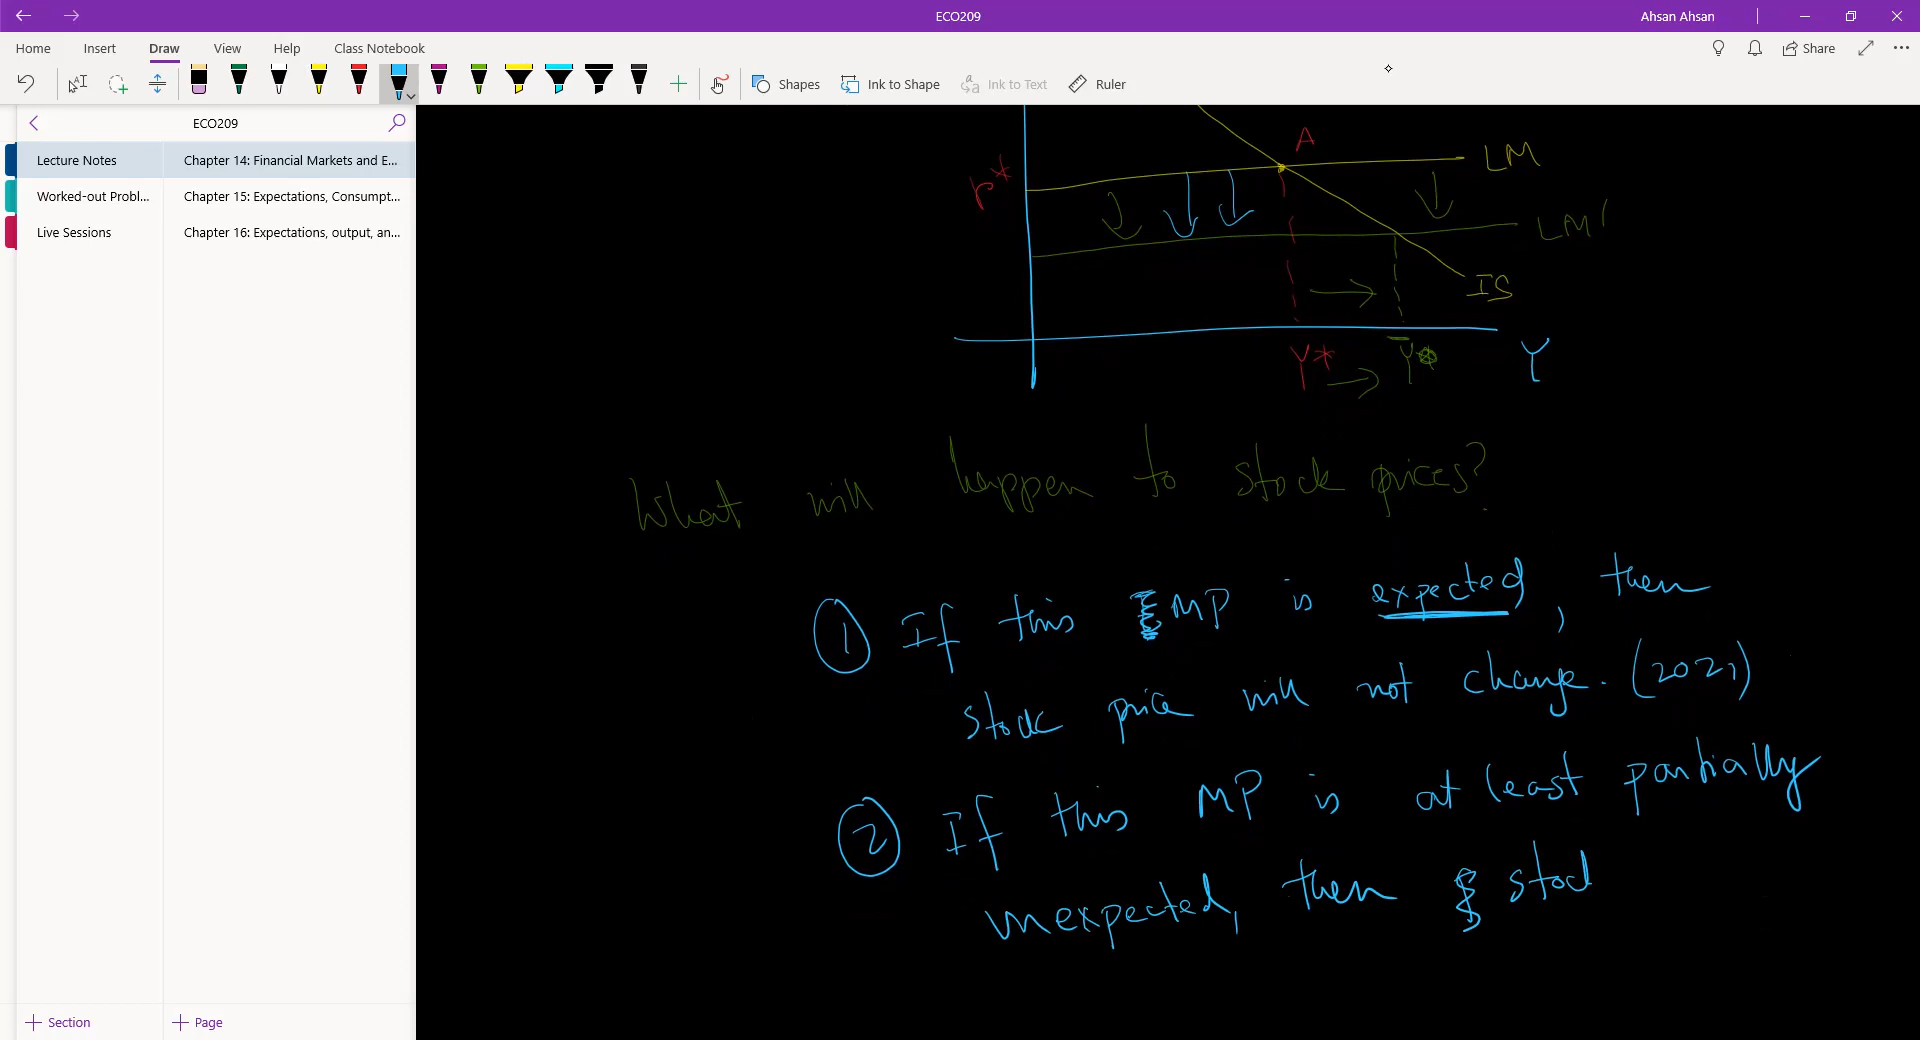 ECO209
Ahsan Ahsan
Home Insert Draw View Help Class Notebook
Share
Shapes Ink to Shape Ink to Text Ruler
ECO209
Lecture Notes
Worked-out Probl...
Live Sessions
Chapter 14: Financial Markets and E...
Chapter 15: Expectations, Consumpt...
Chapter 16: Expectations, output, an...
A
LM
r*
LM'
IS
Y* Y Y
What will happen to stock prices?
1 If this MP is expected, then
stock price will not change. (2021)
2 If this MP is at least partially
unexpected, then stoc
Section
Page